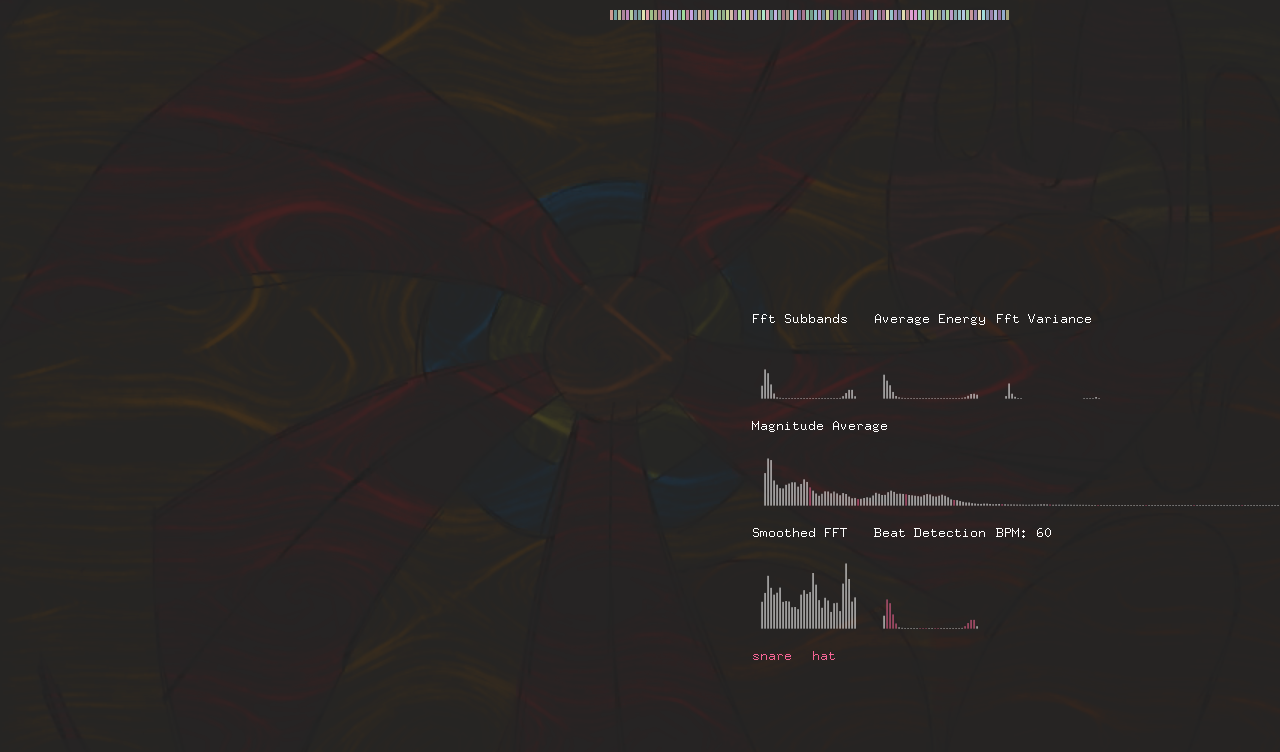 Fft Subbands Average Energy Fft Variance
Magnitude Average
Smoothed FFT Beat Detection BPM: 60
snare hat